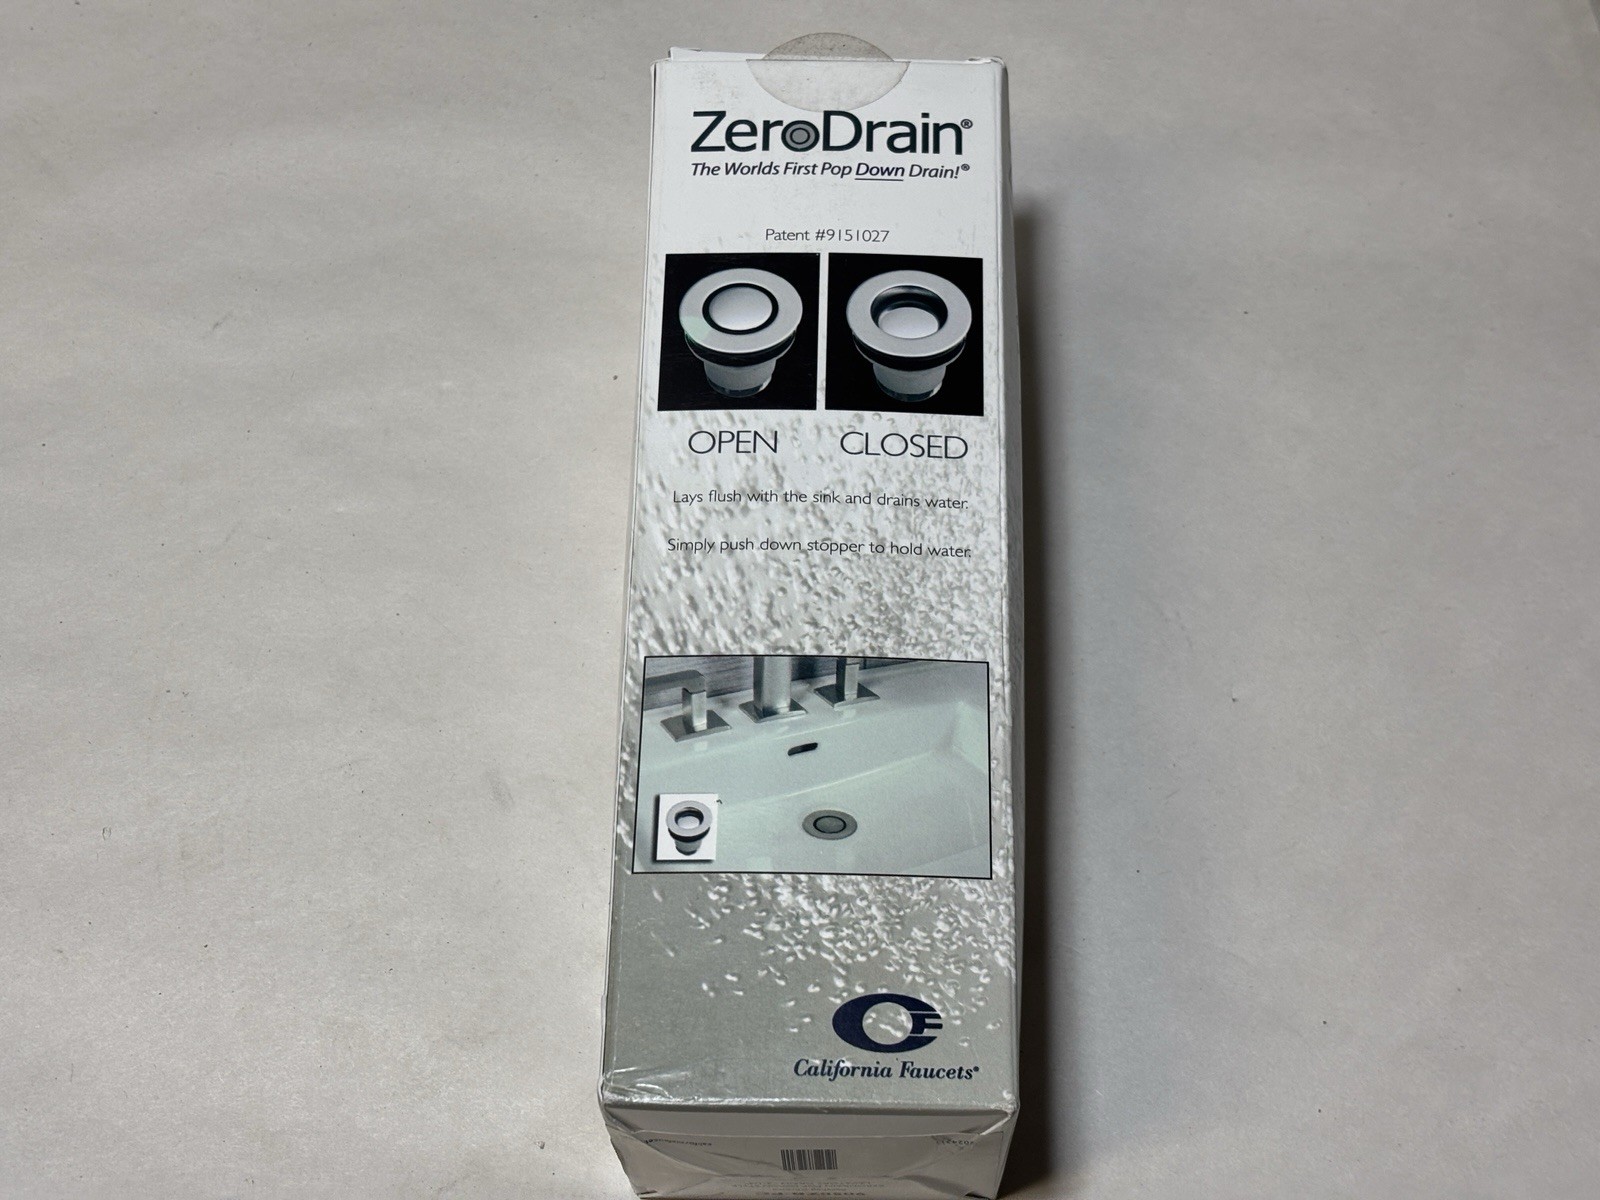 ZeroDrain®
The Worlds First Pop Down Drain!®
Patent #9151027
OPEN CLOSED
Lays flush with the sink and drains water.
Simply push down stopper to hold water.
CF
California Faucets®